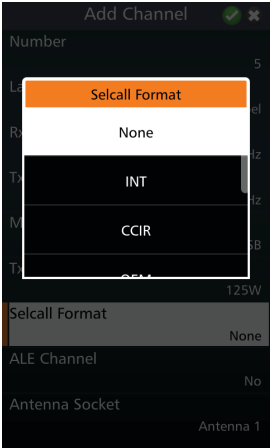 Add Channel
Number
5
Selcall Format
None
INT
CCIR
125W
Selcall Format
None
ALE Channel
No
Antenna Socket
Antenna 1